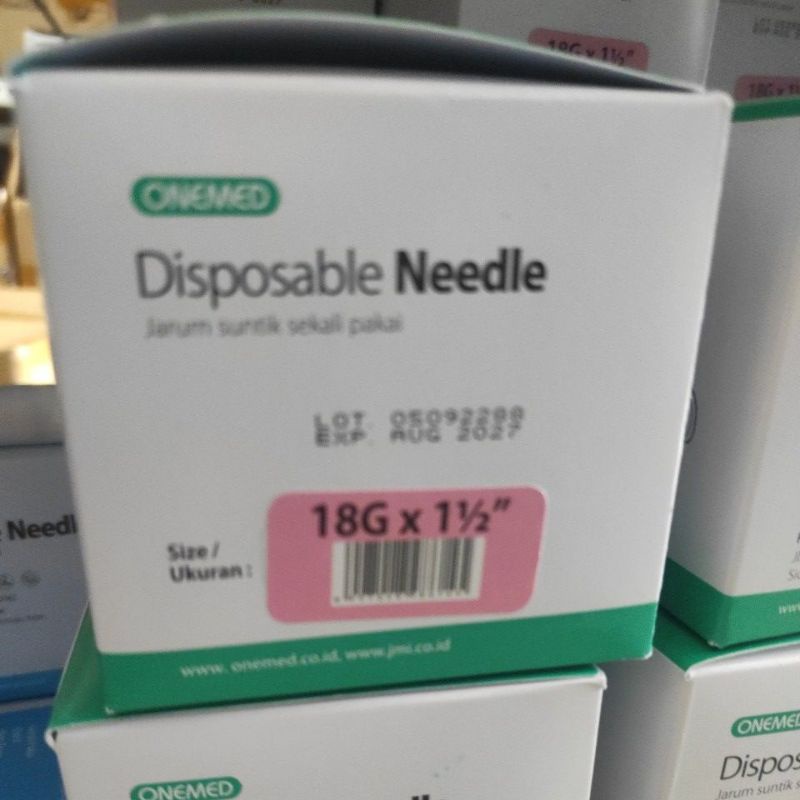 18G x 1½"
ONEMED
Disposable Needle
Jarum suntik sekali pakai
LOT. 05092288
EXP. AUG 2027
18G x 1½"
Size /
Ukuran :
www. onemed.co.id, www.jmi.co.id
Needl
ONEMED
ONEMED
Dispos
Jarum suntik s